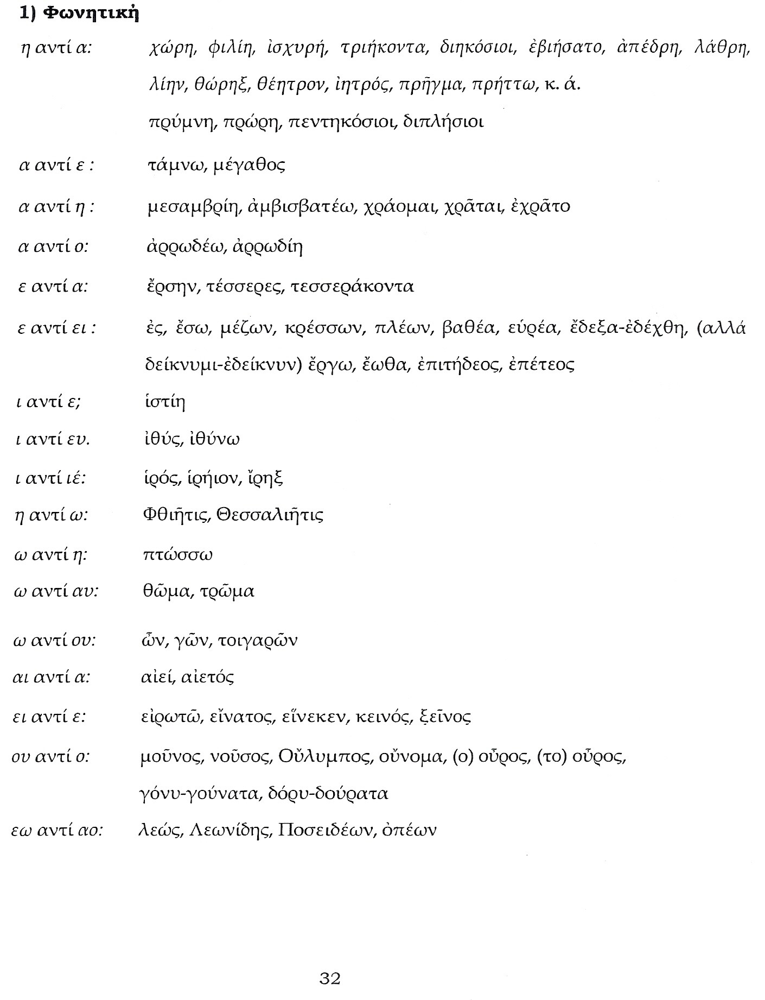 1) Φωνητική
η αντί α: χώρη, φιλίη, ἰσχυρή, τριήκοντα, διηκόσιοι, ἐβιήσατο, ἀπέδρη, λάθρη,
λίην, θώρηξ, θέητρον, ἰητρός, πρῆγμα, πρήττω, κ. ά.
πρύμνη, πρώρη, πεντηκόσιοι, διπλήσιοι
α αντί ε : τάμνω, μέγαθος
α αντί η : μεσαμβρίη, ἀμβισβατέω, χράομαι, χρᾶται, ἐχρᾶτο
α αντί ο: ἀρρωδέω, ἀρρωδίη
ε αντί α: ἔρσην, τέσσερες, τεσσεράκοντα
ε αντί ει : ἐς, ἔσω, μέζων, κρέσσων, πλέων, βαθέα, εὐρέα, ἔδεξα-ἐδέχθη, (αλλά
δείκνυμι-ἐδείκνυν) ἔργω, ἔωθα, ἐπιτήδεος, ἐπέτεος
ι αντί ε; ἱστίη
ι αντί ευ. ἰθύς, ἰθύνω
ι αντί ιέ: ἱρός, ἱρήιον, ἴρηξ
η αντί ω: Φθιῆτις, Θεσσαλιῆτις
ω αντί η: πτώσσω
ω αντί αυ: θῶμα, τρῶμα
ω αντί ου: ὦν, γῶν, τοιγαρῶν
αι αντί α: αἰεί, αἰετός
ει αντί ε: εἰρωτῶ, εἴνατος, εἵνεκεν, κεινός, ξεῖνος
ου αντί ο: μοῦνος, νοῦσος, Οὔλυμπος, οὔνομα, (ο) οὖρος, (το) οὖρος,
γόνυ-γούνατα, δόρυ-δούρατα
εω αντί αο: λεώς, Λεωνίδης, Ποσειδέων, ὀπέων
32